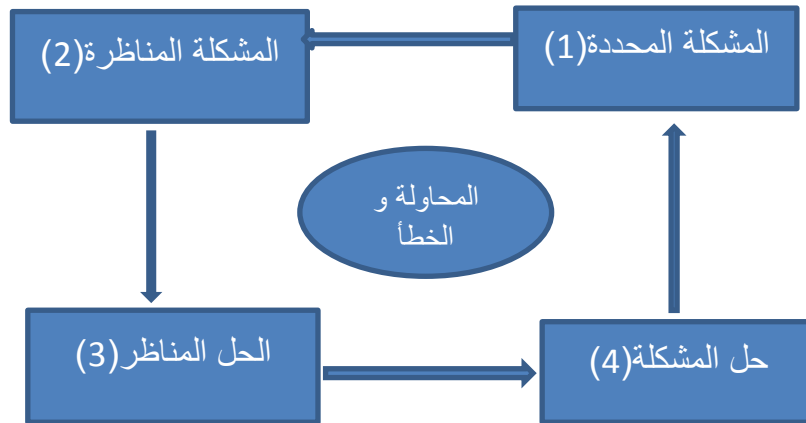 المشكلة المحددة(1)
المشكلة المناظرة(2)
المحاولة و
الخطأ
الحل المناظر(3)
حل المشكلة(4)